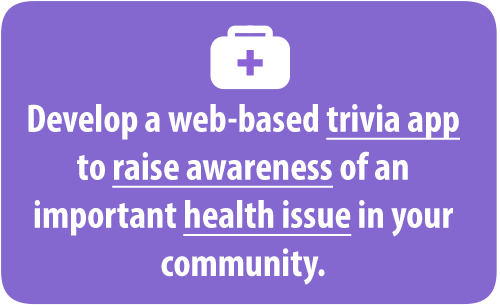 Develop a web-based trivia app
to raise awareness of an
important health issue in your
community.